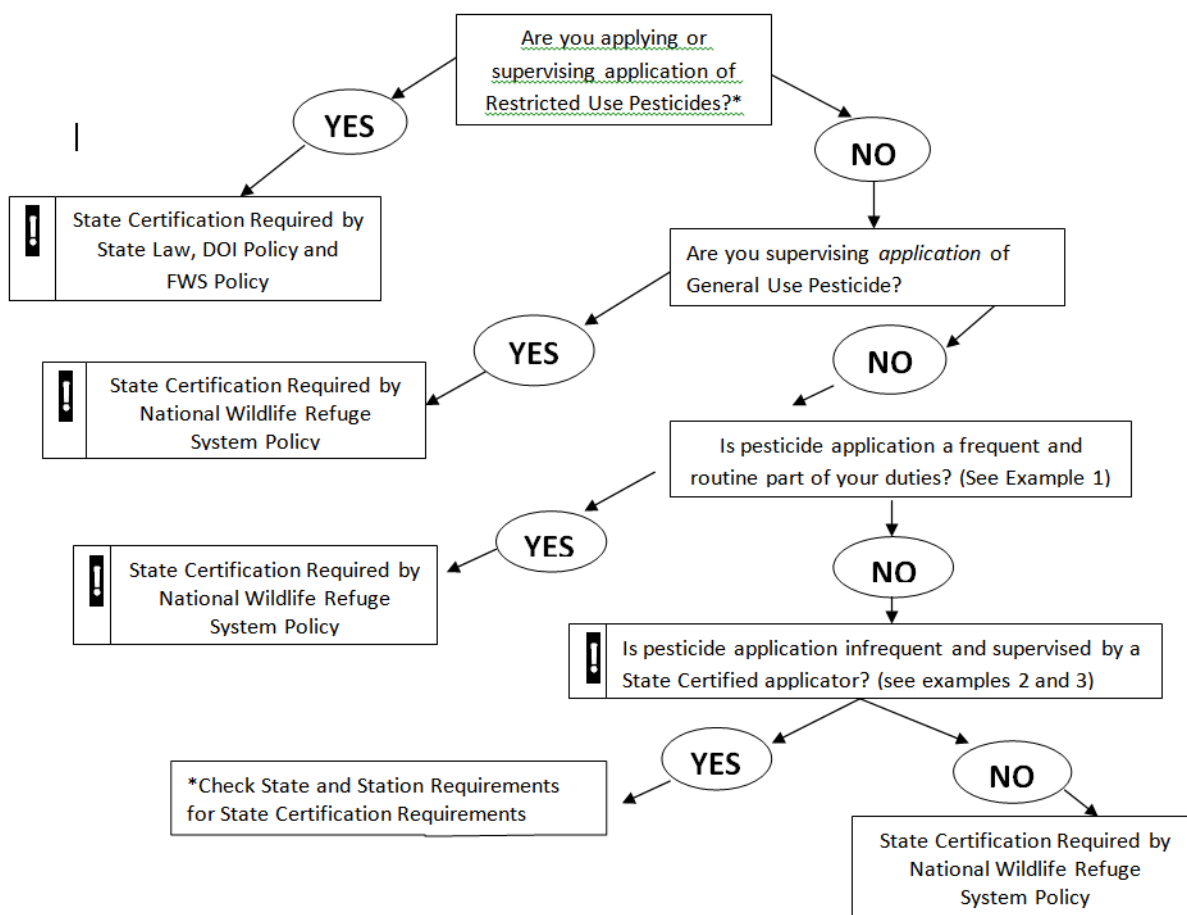 Are you applying or
supervising application of
Restricted Use Pesticides?*
YES
NO
State Certification Required by
State Law, DOI Policy and
FWS Policy
Are you supervising application of
General Use Pesticide?
YES
NO
State Certification Required by
National Wildlife Refuge
System Policy
Is pesticide application a frequent and
routine part of your duties? (See Example 1)
YES
NO
State Certification Required by
National Wildlife Refuge
System Policy
Is pesticide application infrequent and supervised by a
State Certified applicator? (see examples 2 and 3)
YES
NO
*Check State and Station Requirements
for State Certification Requirements
State Certification Required by
National Wildlife Refuge
System Policy